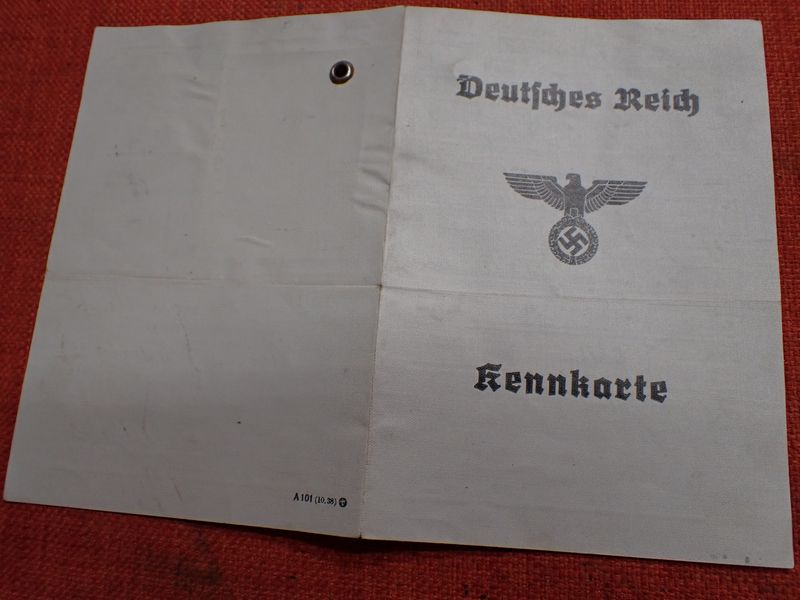 Deutsches Reich
Kennkarte
A 101 (10. 38)